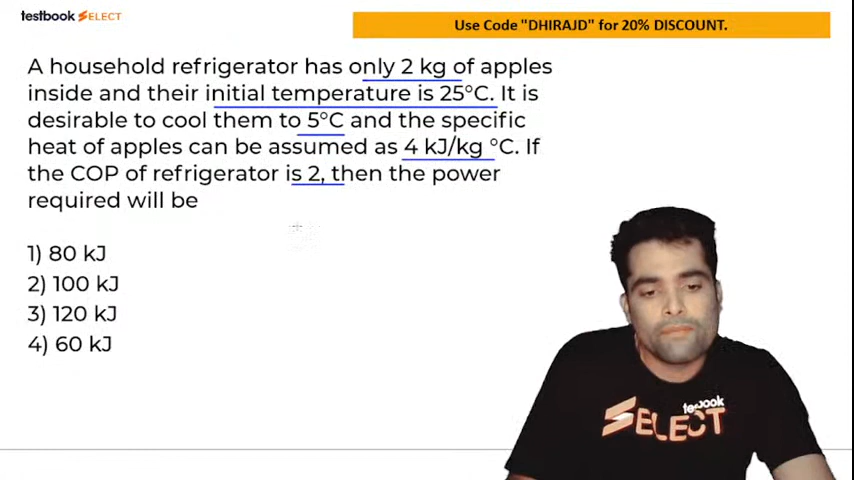 testbook SELECT
Use Code "DHIRAJD" for 20% DISCOUNT.
A household refrigerator has only 2 kg of apples
inside and their initial temperature is 25°C. It is
desirable to cool them to 5°C and the specific
heat of apples can be assumed as 4 kJ/kg °C. If
the COP of refrigerator is 2, then the power
required will be
1) 80 kJ
2) 100 kJ
3) 120 kJ
4) 60 kJ
testbook
SELECT